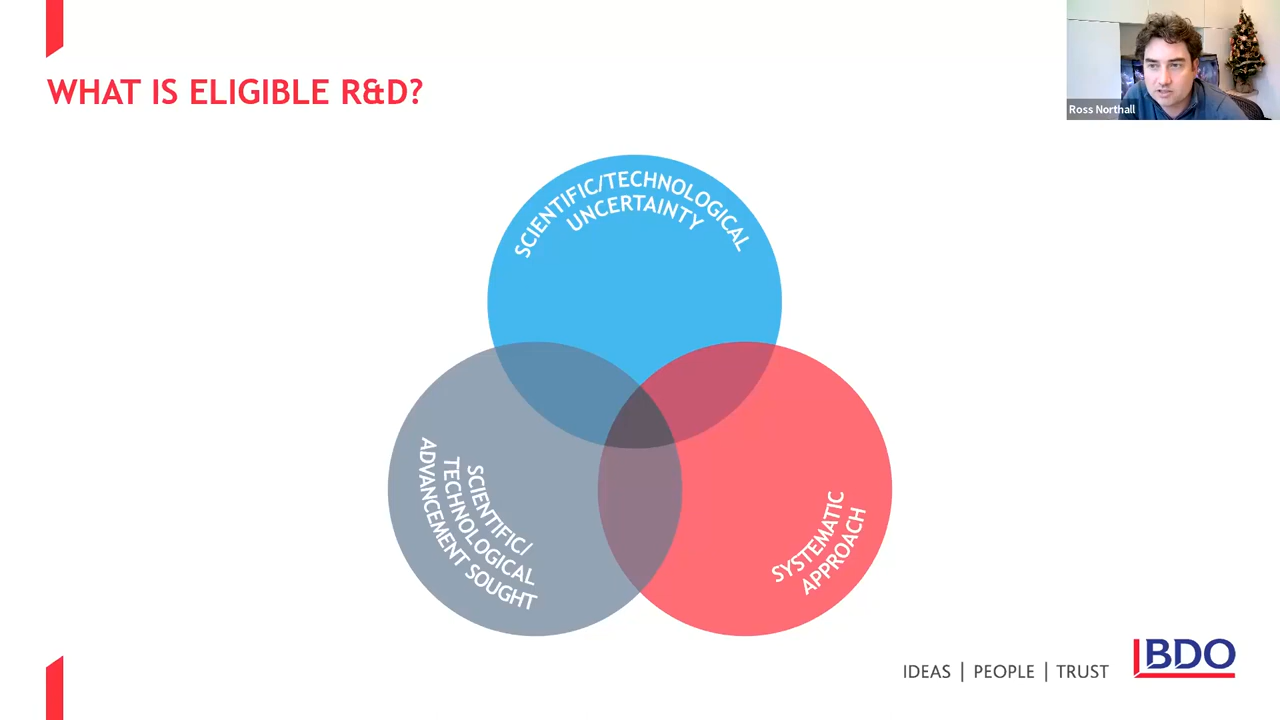 WHAT IS ELIGIBLE R&D?
Ross Northall
SCIENTIFIC/TECHNOLOGICAL
UNCERTAINTY
SCIENTIFIC/
TECHNOLOGICAL
ADVANCEMENT SOUGHT
SYSTEMATIC
APPROACH
IDEAS | PEOPLE | TRUST
BDO